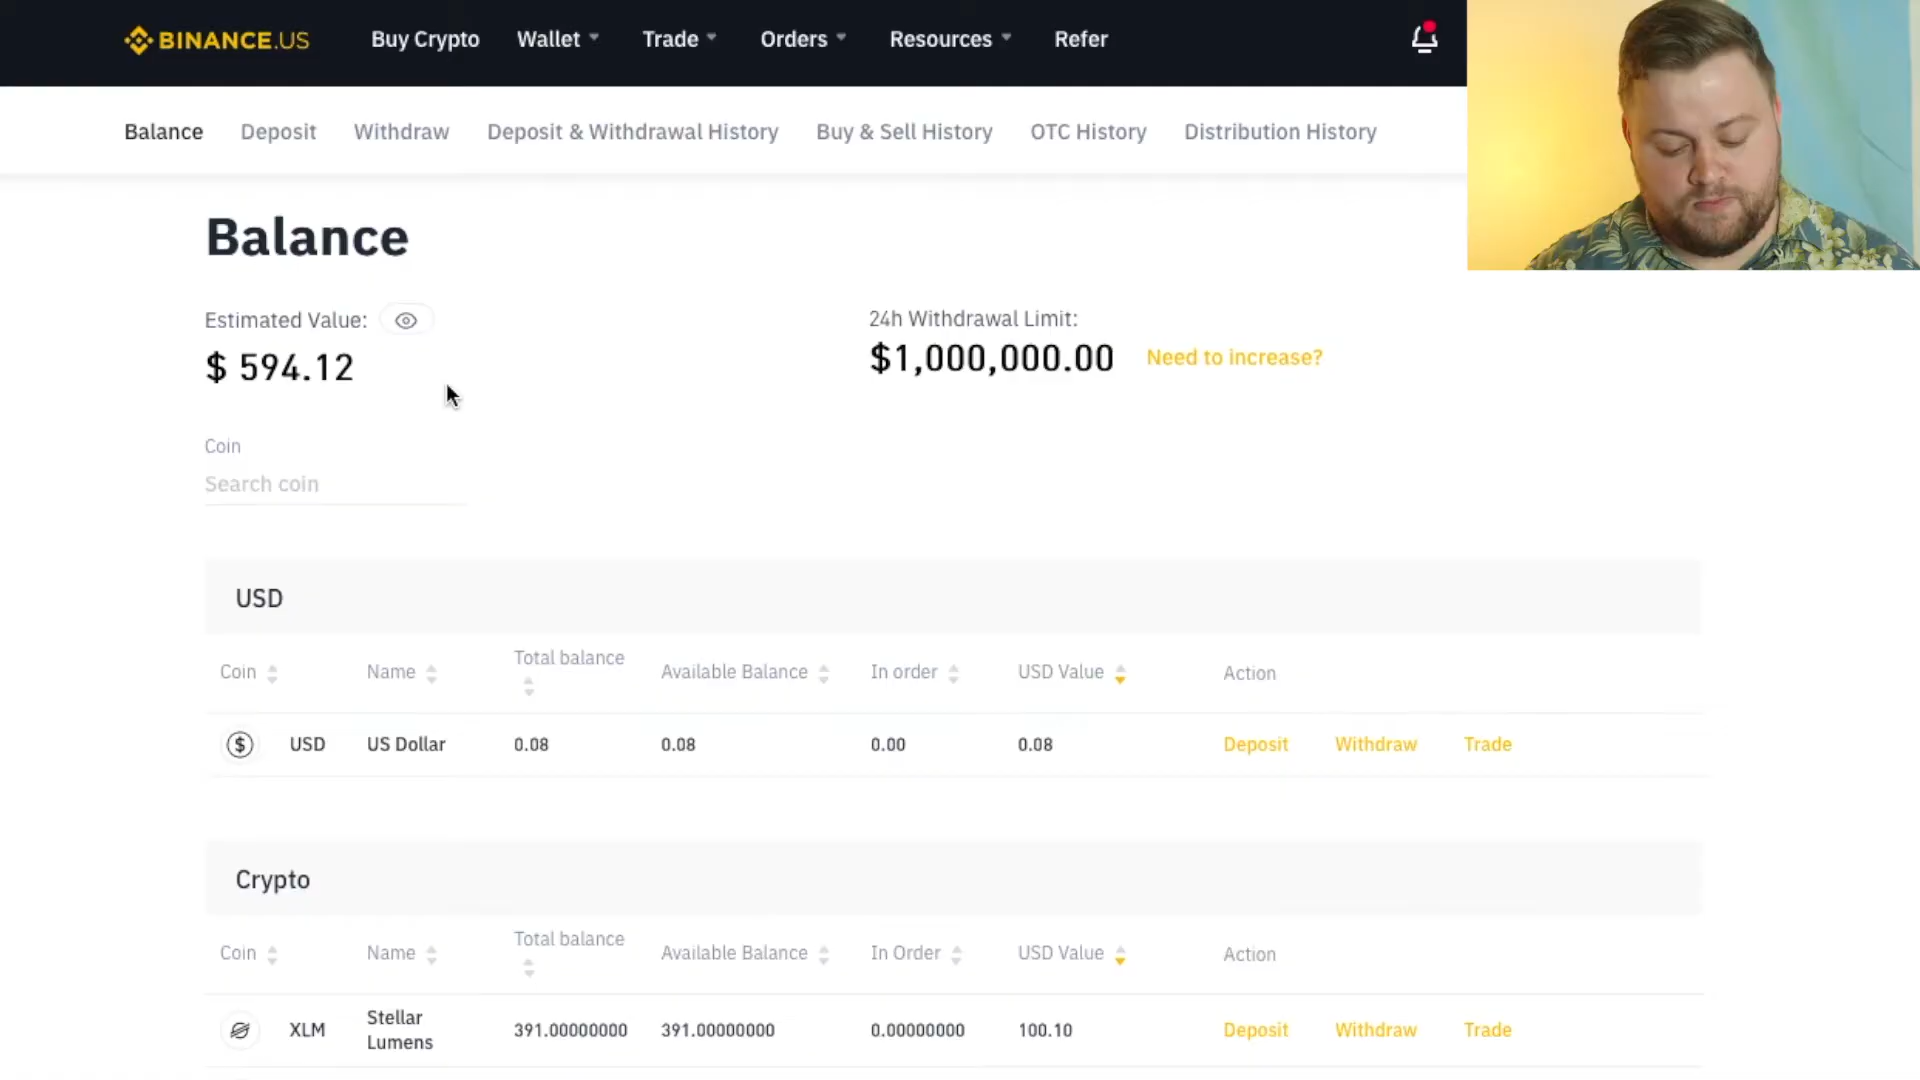 BINANCE.US Buy Crypto Wallet Trade Orders Resources Refer
Balance Deposit Withdraw Deposit & Withdrawal History Buy & Sell History OTC History Distribution History
Balance
Estimated Value: 24h Withdrawal Limit:
$ 594.12 $1,000,000.00 Need to increase?
Coin
Search coin
USD
Coin Name Total balance Available Balance In order USD Value Action
$ USD US Dollar 0.08 0.08 0.00 0.08 Deposit Withdraw Trade
Crypto
Coin Name Total balance Available Balance In Order USD Value Action
XLM Stellar Lumens 391.00000000 391.00000000 0.00000000 100.10 Deposit Withdraw Trade